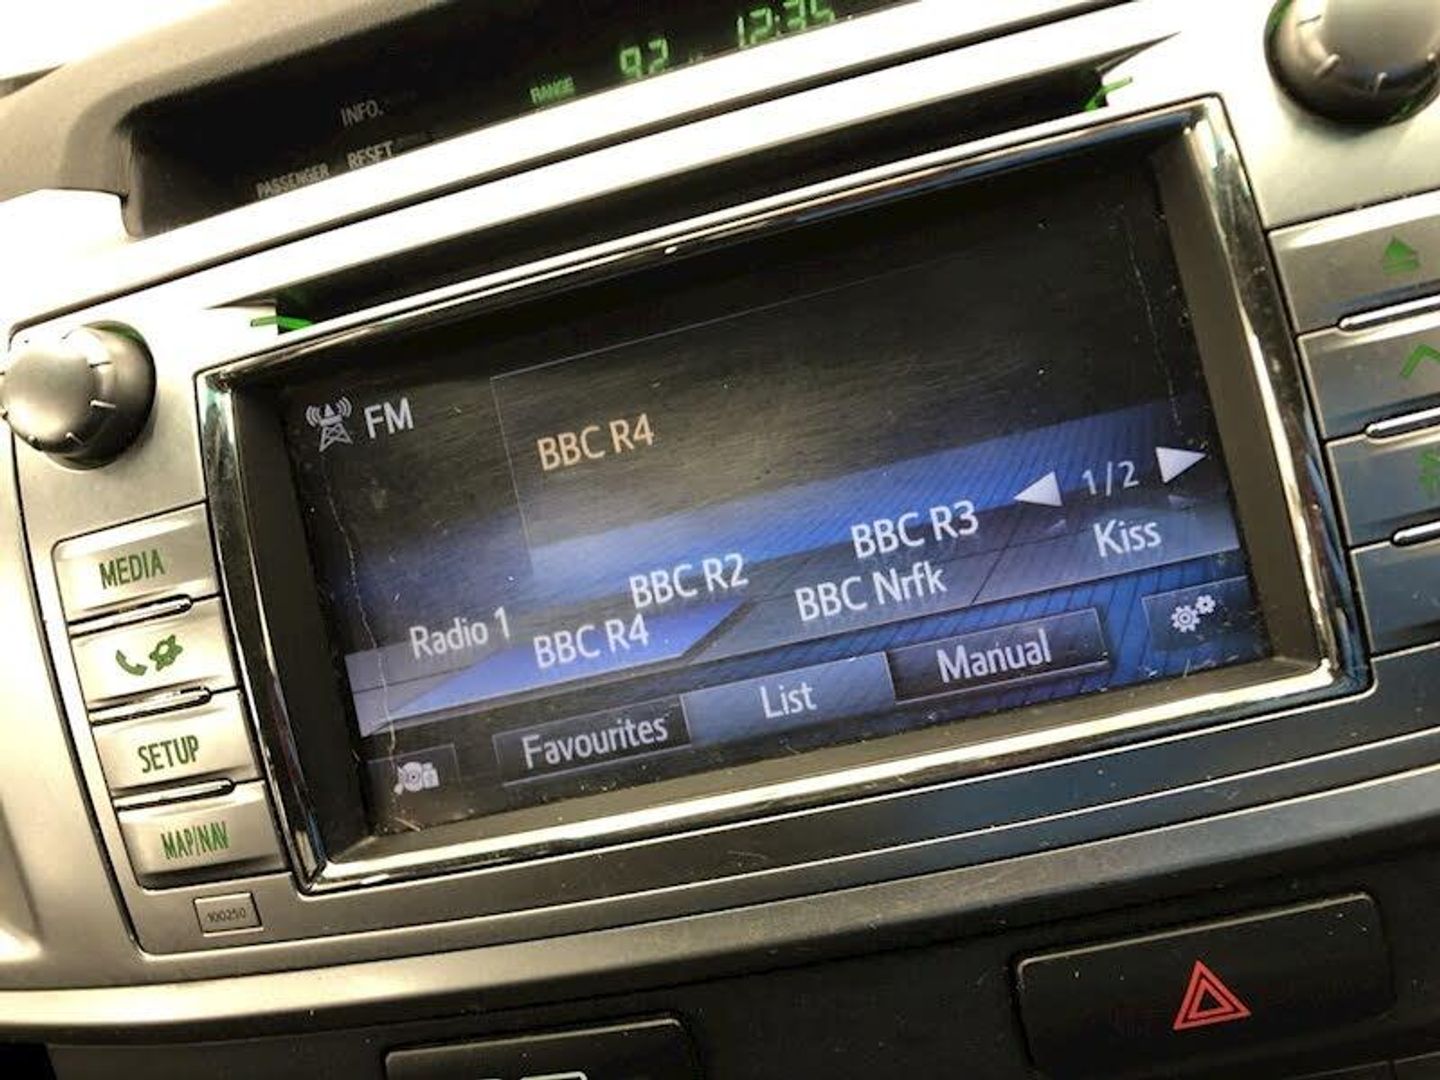 92 12:35
RANGE
INFO.
PASSENGER RESET
FM
BBC R4
1/2
Radio 1 BBC R2 BBC R3
BBC R4 BBC Nrfk Kiss
Favourites List Manual
MEDIA
SETUP
MAP/NAV
100250